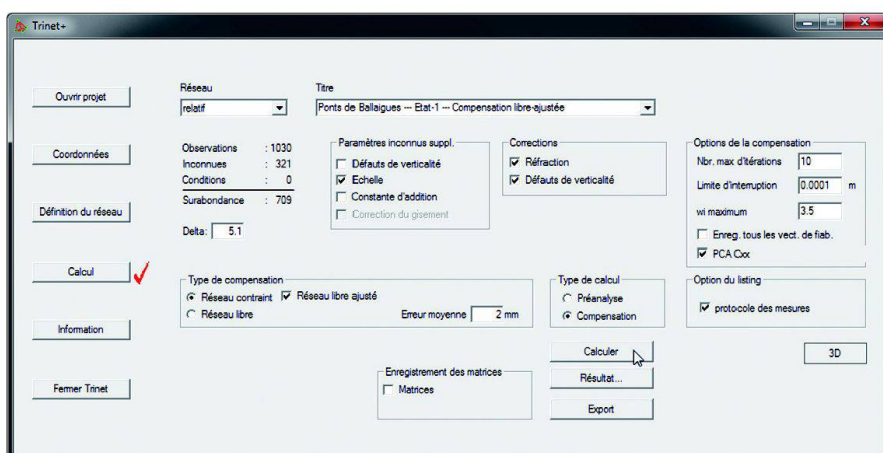 Trinet+
Ouvrir projet
Coordonnées
Définition du réseau
Calcul
Information
Fermer Trinet
Réseau
relatif
Titre
Ponts de Ballaigues --- Etat-1 --- Compensation libre-ajustée
Observations : 1030
Inconnues : 321
Conditions : 0
Surabondance : 709
Delta: 5.1
Paramètres inconnus suppl.
Défauts de verticalité
Echelle
Constante d'addition
Correction du gisement
Corrections
Réfraction
Défauts de verticalité
Options de la compensation
Nbr. max d'itérations 10
Limite d'interruption 0.0001 m
wi maximum 3.5
Enreg. tous les vect. de fiab.
PCA Cxx
Type de compensation
Réseau contraint Réseau libre ajusté
Réseau libre Erreur moyenne 2 mm
Type de calcul
Préanalyse
Compensation
Option du listing
protocole des mesures
Calculer
3D
Enregistrement des matrices
Matrices
Résultat...
Export